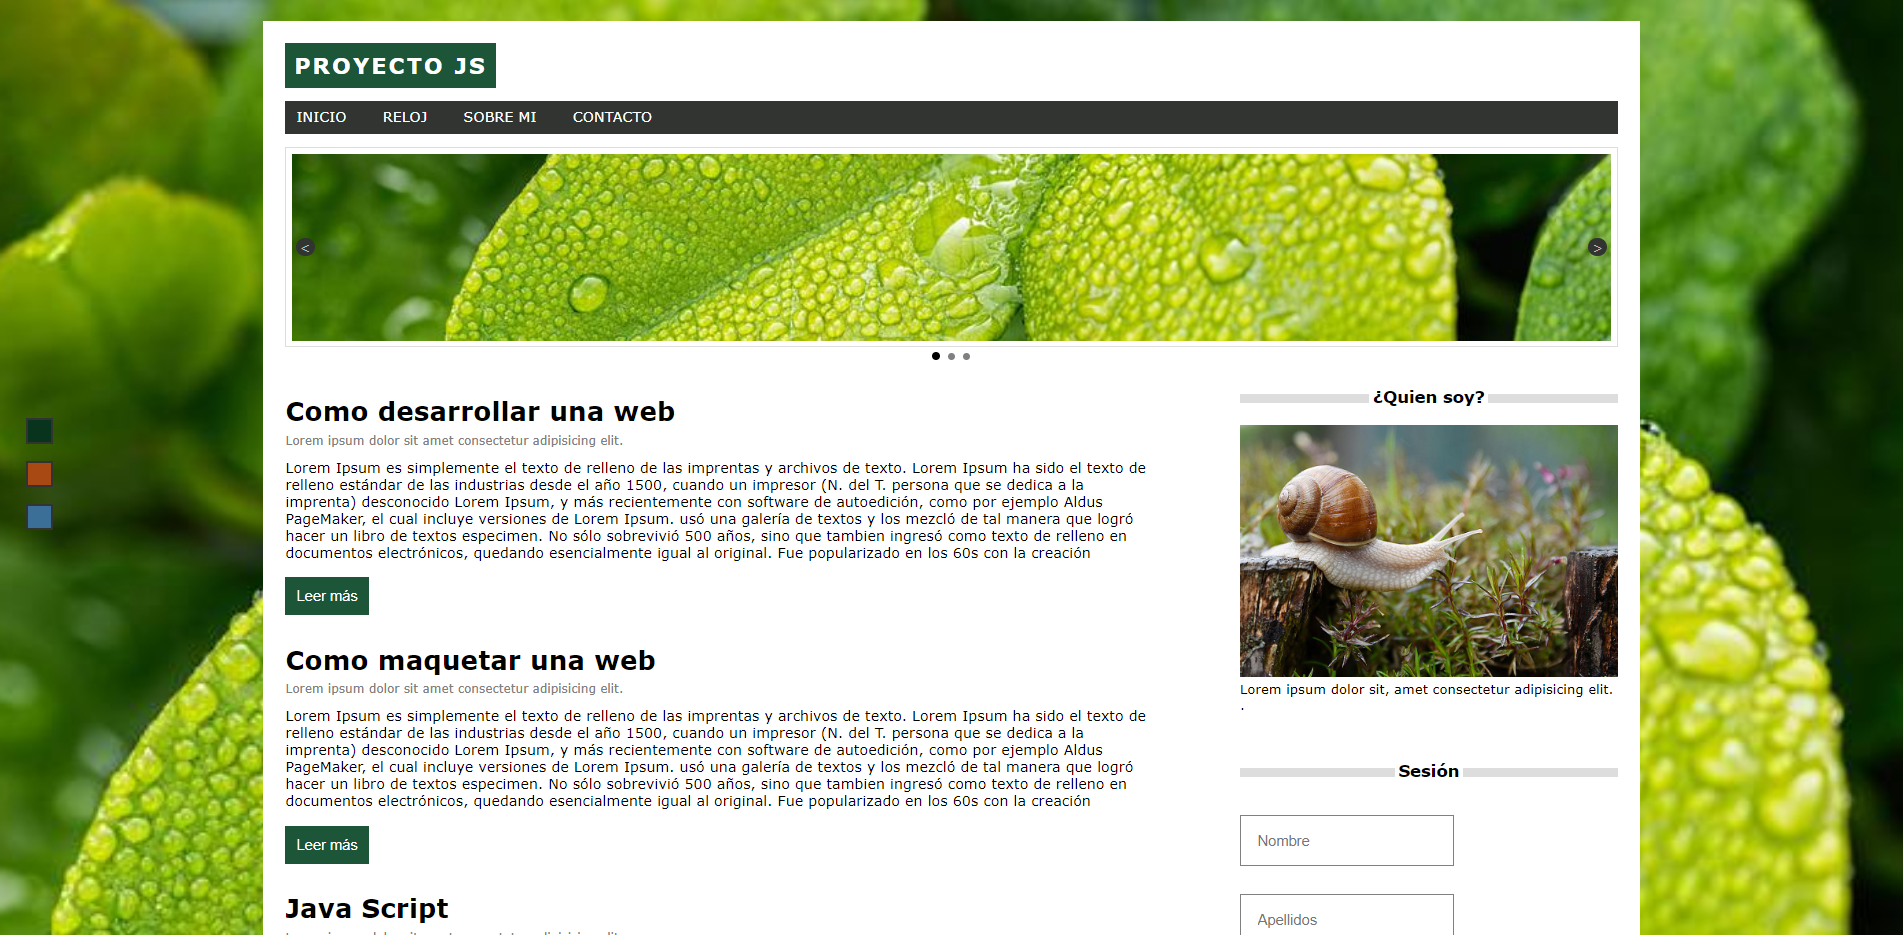 PROYECTO JS
INICIO RELOJ SOBRE MI CONTACTO
< >
Como desarrollar una web
Lorem ipsum dolor sit amet consectetur adipisicing elit.
Lorem Ipsum es simplemente el texto de relleno de las imprentas y archivos de texto. Lorem Ipsum ha sido el texto de
relleno estándar de las industrias desde el año 1500, cuando un impresor (N. del T. persona que se dedica a la
imprenta) desconocido Lorem Ipsum, y más recientemente con software de autoedición, como por ejemplo Aldus
PageMaker, el cual incluye versiones de Lorem Ipsum. usó una galería de textos y los mezcló de tal manera que logró
hacer un libro de textos especimen. No sólo sobrevivió 500 años, sino que tambien ingresó como texto de relleno en
documentos electrónicos, quedando esencialmente igual al original. Fue popularizado en los 60s con la creación
Leer más
Como maquetar una web
Lorem ipsum dolor sit amet consectetur adipisicing elit.
Lorem Ipsum es simplemente el texto de relleno de las imprentas y archivos de texto. Lorem Ipsum ha sido el texto de
relleno estándar de las industrias desde el año 1500, cuando un impresor (N. del T. persona que se dedica a la
imprenta) desconocido Lorem Ipsum, y más recientemente con software de autoedición, como por ejemplo Aldus
PageMaker, el cual incluye versiones de Lorem Ipsum. usó una galería de textos y los mezcló de tal manera que logró
hacer un libro de textos especimen. No sólo sobrevivió 500 años, sino que tambien ingresó como texto de relleno en
documentos electrónicos, quedando esencialmente igual al original. Fue popularizado en los 60s con la creación
Leer más
Java Script
¿Quien soy?
Lorem ipsum dolor sit, amet consectetur adipisicing elit.
.
Sesión
Nombre
Apellidos